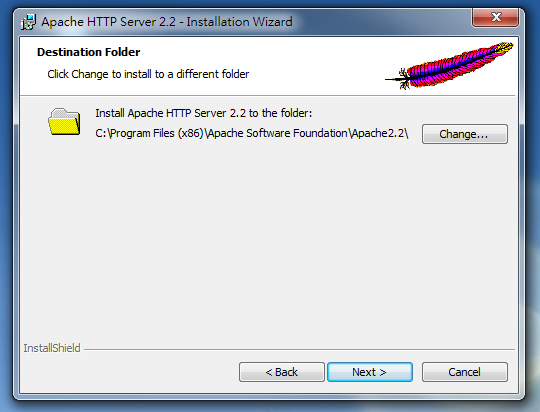 Apache HTTP Server 2.2 - Installation Wizard
Destination Folder
Click Change to install to a different folder
Install Apache HTTP Server 2.2 to the folder:
C:\Program Files (x86)\Apache Software Foundation\Apache2.2\
Change...
InstallShield
< Back
Next >
Cancel